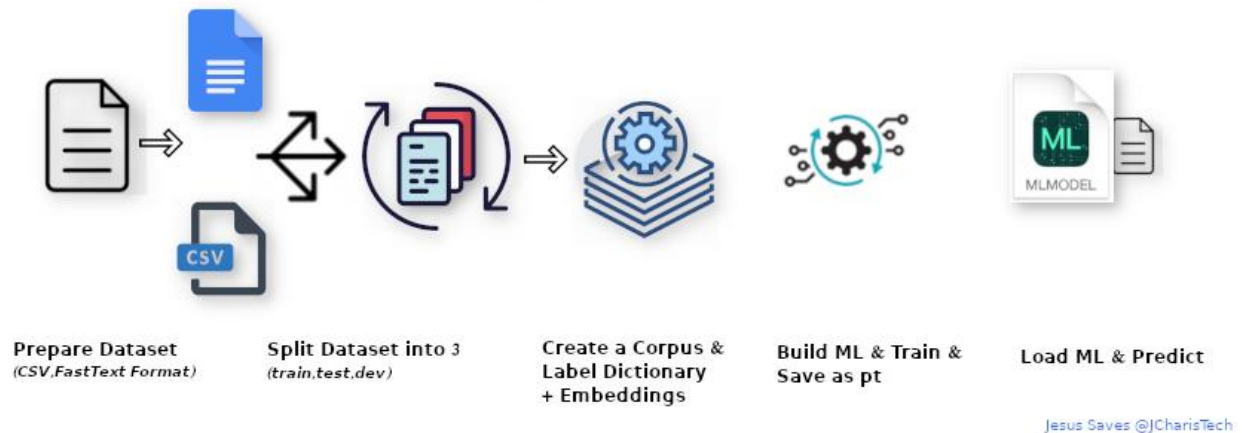 CSV
ML
MLMODEL
Prepare Dataset
(CSV,FastText Format)
Split Dataset into 3
(train,test,dev)
Create a Corpus &
Label Dictionary
+ Embeddings
Build ML & Train &
Save as pt
Load ML & Predict
Jesus Saves @JCharisTech